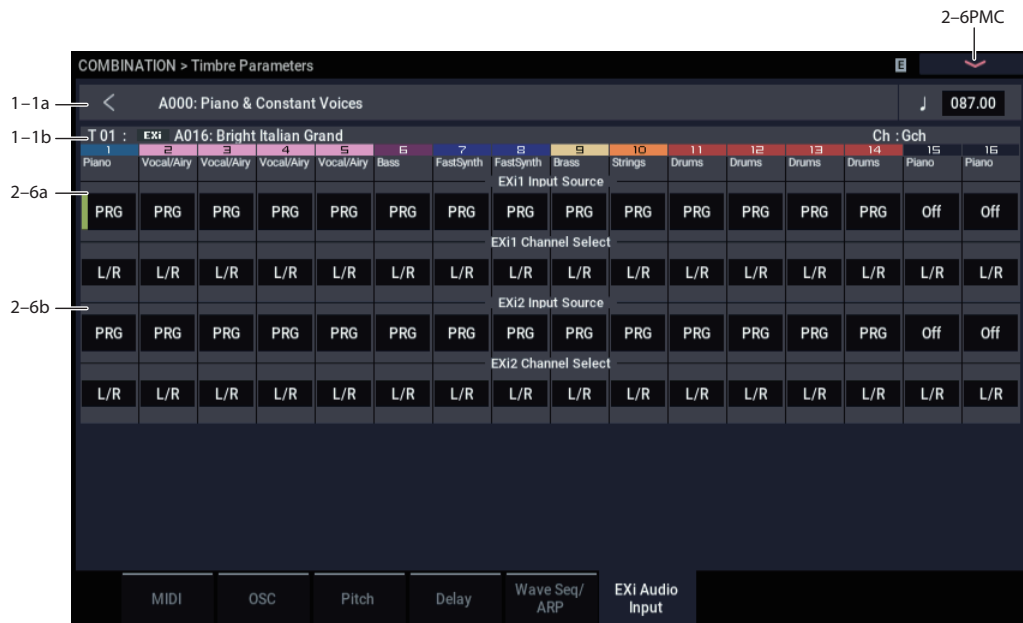 2–6PMC
COMBINATION > Timbre Parameters E
1–1a < A000: Piano & Constant Voices ♩ 087.00
1–1b T 01 : EXi A016: Bright Italian Grand Ch : Gch
1 2 3 4 5 6 7 8 9 10 11 12 13 14 15 16
Piano Vocal/Airy Vocal/Airy Vocal/Airy Vocal/Airy Bass FastSynth FastSynth Brass Strings Drums Drums Drums Drums Piano Piano
2–6a EXi1 Input Source
PRG PRG PRG PRG PRG PRG PRG PRG PRG PRG PRG PRG PRG PRG Off Off
EXi1 Channel Select
L/R L/R L/R L/R L/R L/R L/R L/R L/R L/R L/R L/R L/R L/R L/R L/R
2–6b EXi2 Input Source
PRG PRG PRG PRG PRG PRG PRG PRG PRG PRG PRG PRG PRG PRG Off Off
EXi2 Channel Select
L/R L/R L/R L/R L/R L/R L/R L/R L/R L/R L/R L/R L/R L/R L/R L/R
MIDI OSC Pitch Delay Wave Seq/ EXi Audio
ARP Input